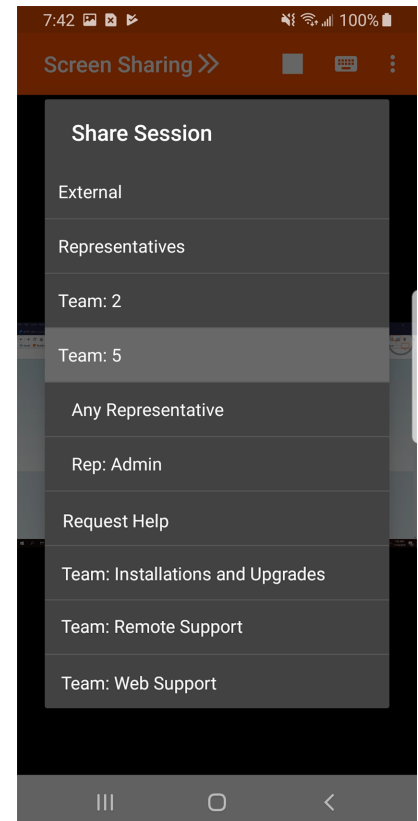 7:42 100%
Screen Sharing
Share Session
External
Representatives
Team: 2
Team: 5
Any Representative
Rep: Admin
Request Help
Team: Installations and Upgrades
Team: Remote Support
Team: Web Support